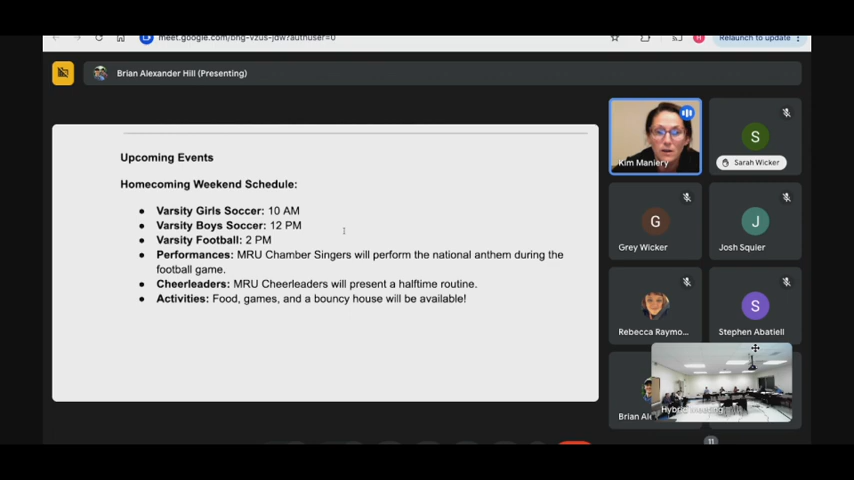 meet.google.com/bhg-vzus-jdw?authuser=0
Relaunch to update
Brian Alexander Hill (Presenting)
Upcoming Events
Homecoming Weekend Schedule:
• Varsity Girls Soccer: 10 AM
• Varsity Boys Soccer: 12 PM
• Varsity Football: 2 PM
• Performances: MRU Chamber Singers will perform the national anthem during the
football game.
• Cheerleaders: MRU Cheerleaders will present a halftime routine.
• Activities: Food, games, and a bouncy house will be available!
Kim Maniery
S
Sarah Wicker
G
Grey Wicker
J
Josh Squier
Rebecca Raymo...
S
Stephen Abatiell
Brian Al
Hybrid Meeting
11